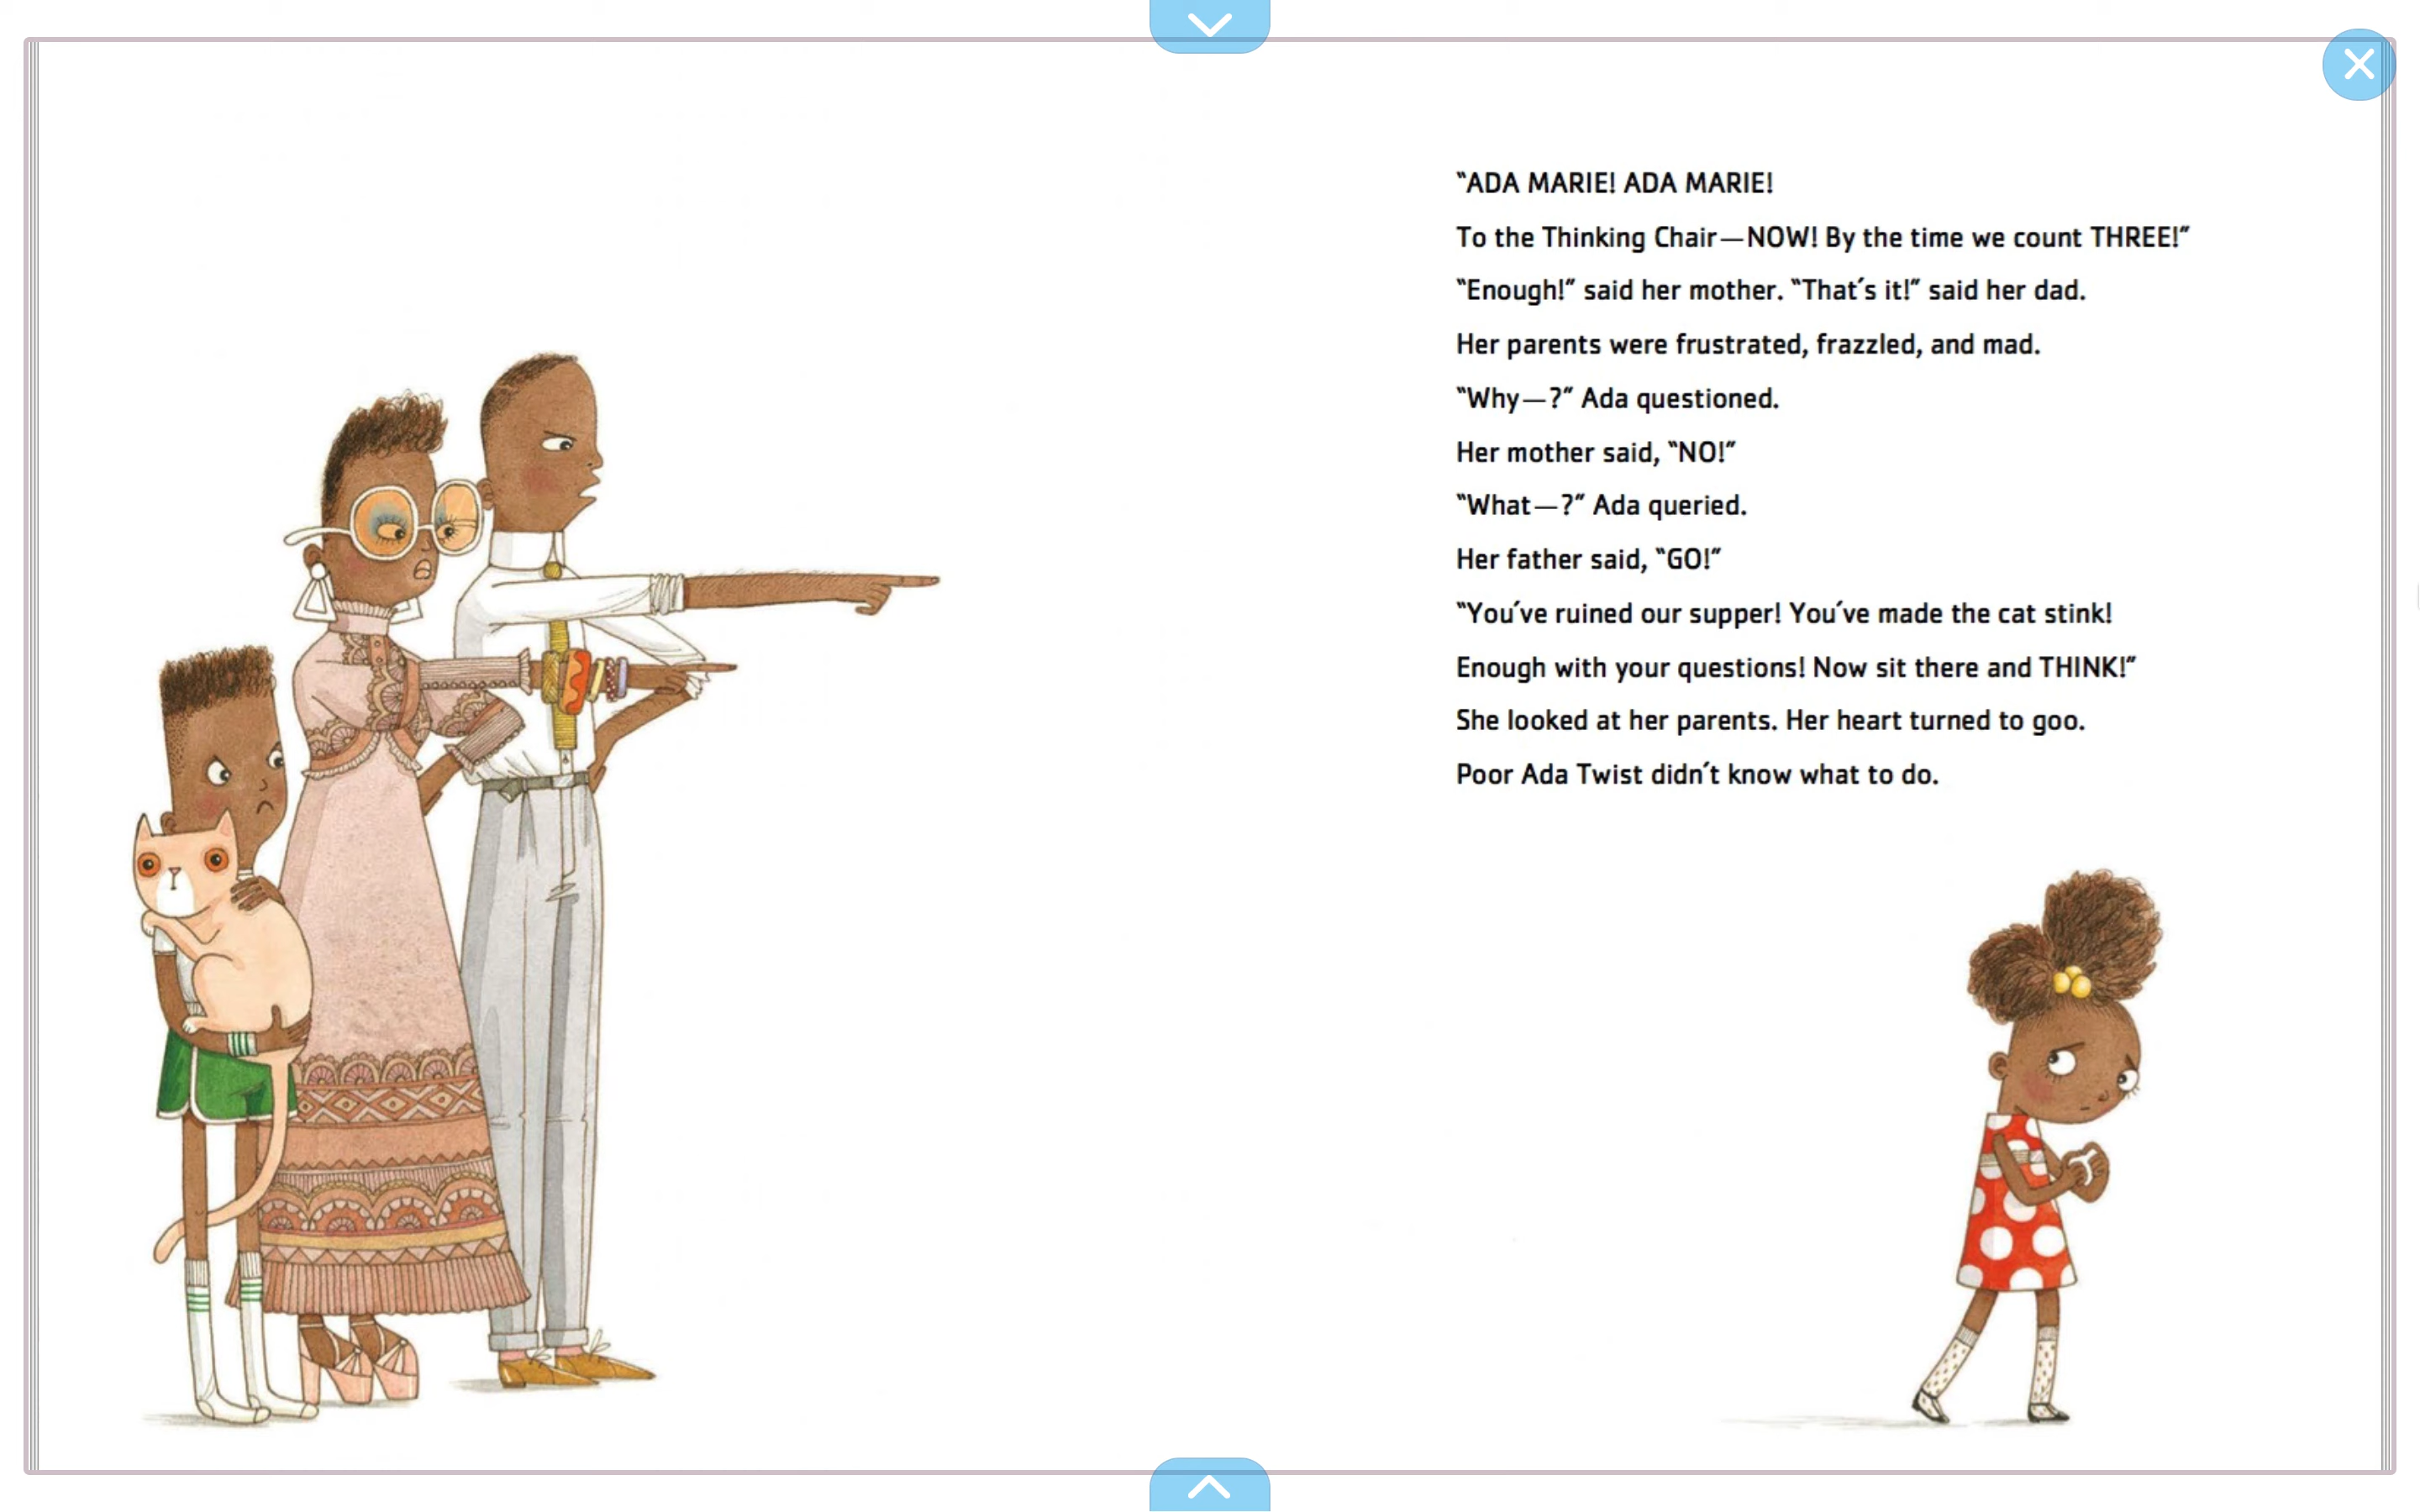 “ADA MARIE! ADA MARIE!
To the Thinking Chair—NOW! By the time we count THREE!”
“Enough!” said her mother. “That’s it!” said her dad.
Her parents were frustrated, frazzled, and mad.
“Why—?” Ada questioned.
Her mother said, “NO!”
“What—?” Ada queried.
Her father said, “GO!”
“You’ve ruined our supper! You’ve made the cat stink!
Enough with your questions! Now sit there and THINK!”
She looked at her parents. Her heart turned to goo.
Poor Ada Twist didn’t know what to do.